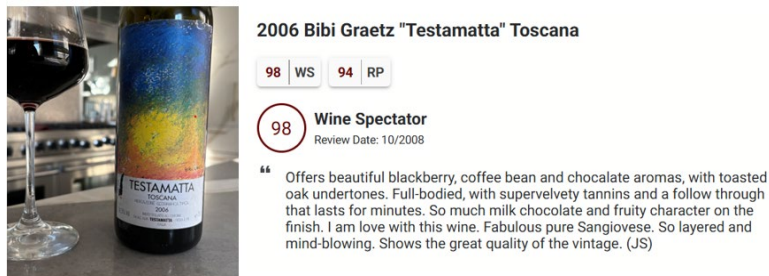 2006 Bibi Graetz "Testamatta" Toscana
98 WS 94 RP
98
Wine Spectator
Review Date: 10/2008
“
Offers beautiful blackberry, coffee bean and chocalate aromas, with toasted
oak undertones. Full-bodied, with supervelvety tannins and a follow through
that lasts for minutes. So much milk chocolate and fruity character on the
finish. I am love with this wine. Fabulous pure Sangiovese. So layered and
mind-blowing. Shows the great quality of the vintage. (JS)
TESTAMATTA
TOSCANA
2006
TESTAMATTA